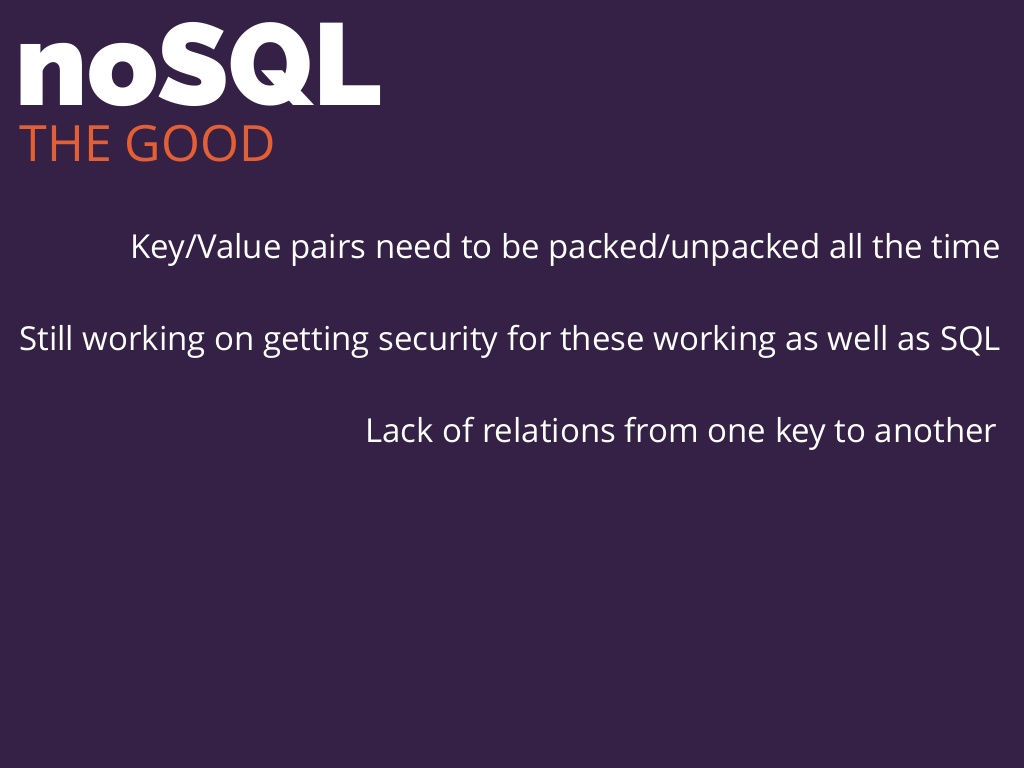 noSQL
THE GOOD
Key/Value pairs need to be packed/unpacked all the time
Still working on getting security for these working as well as SQL
Lack of relations from one key to another